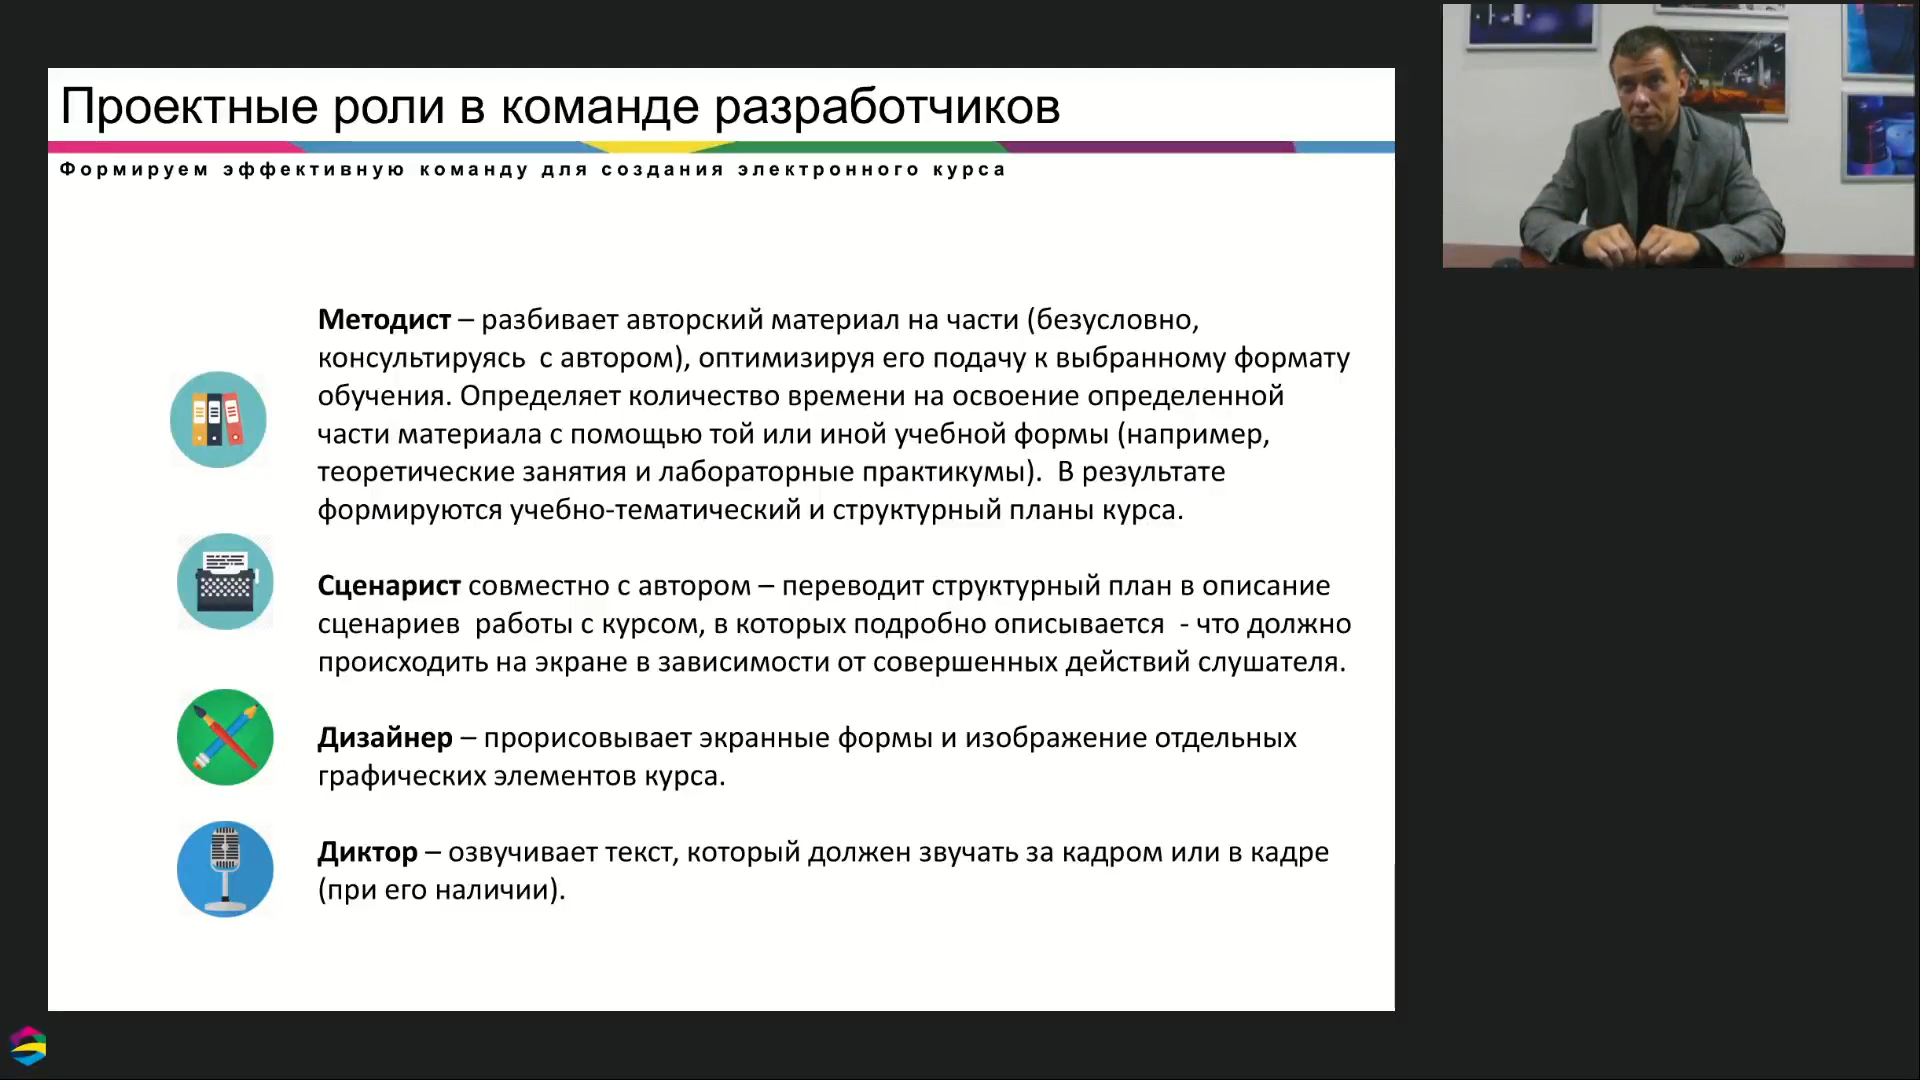 Проектные роли в команде разработчиков
Формируем эффективную команду для создания электронного курса
Методист – разбивает авторский материал на части (безусловно,
консультируясь  с автором), оптимизируя его подачу к выбранному формату
обучения. Определяет количество времени на освоение определенной
части материала с помощью той или иной учебной формы (например,
теоретические занятия и лабораторные практикумы).  В результате
формируются учебно-тематический и структурный планы курса.
Сценарист совместно с автором – переводит структурный план в описание
сценариев  работы с курсом, в которых подробно описывается  - что должно
происходить на экране в зависимости от совершенных действий слушателя.
Дизайнер – прорисовывает экранные формы и изображение отдельных
графических элементов курса.
Диктор – озвучивает текст, который должен звучать за кадром или в кадре
(при его наличии).